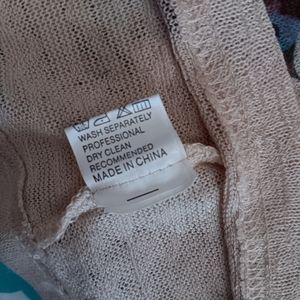 WASH SEPARATELY
PROFESSIONAL
DRY CLEAN
RECOMMENDED
MADE IN CHINA